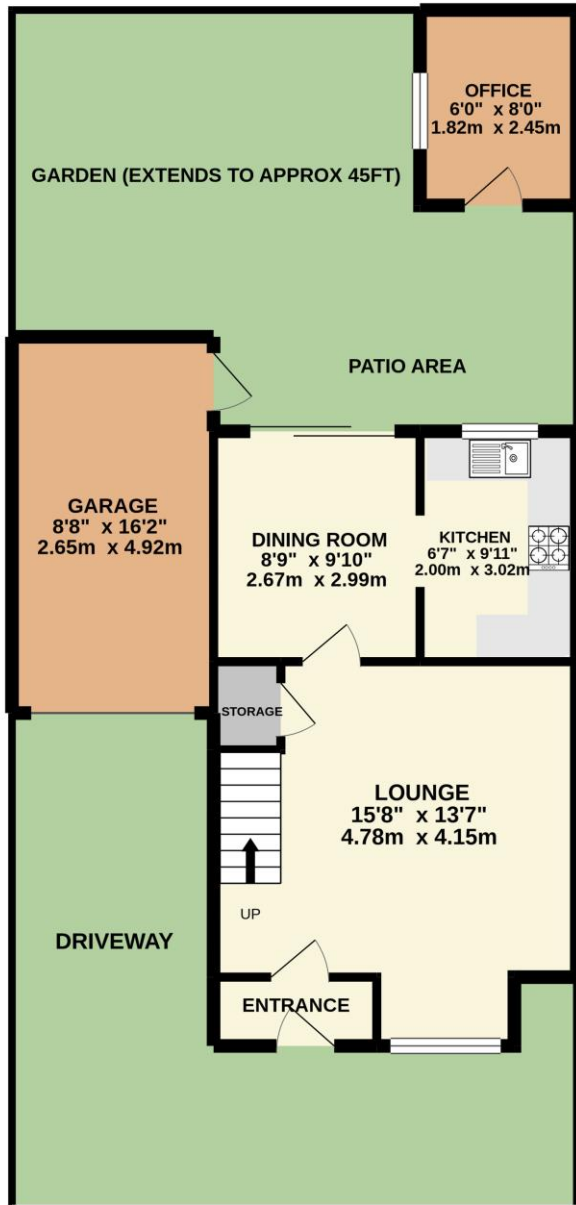 OFFICE
6'0" x 8'0"
1.82m x 2.45m
GARDEN (EXTENDS TO APPROX 45FT)
PATIO AREA
GARAGE
8'8" x 16'2"
2.65m x 4.92m
DINING ROOM
8'9" x 9'10"
2.67m x 2.99m
KITCHEN
6'7" x 9'11"
2.00m x 3.02m
STORAGE
LOUNGE
15'8" x 13'7"
4.78m x 4.15m
UP
DRIVEWAY
ENTRANCE